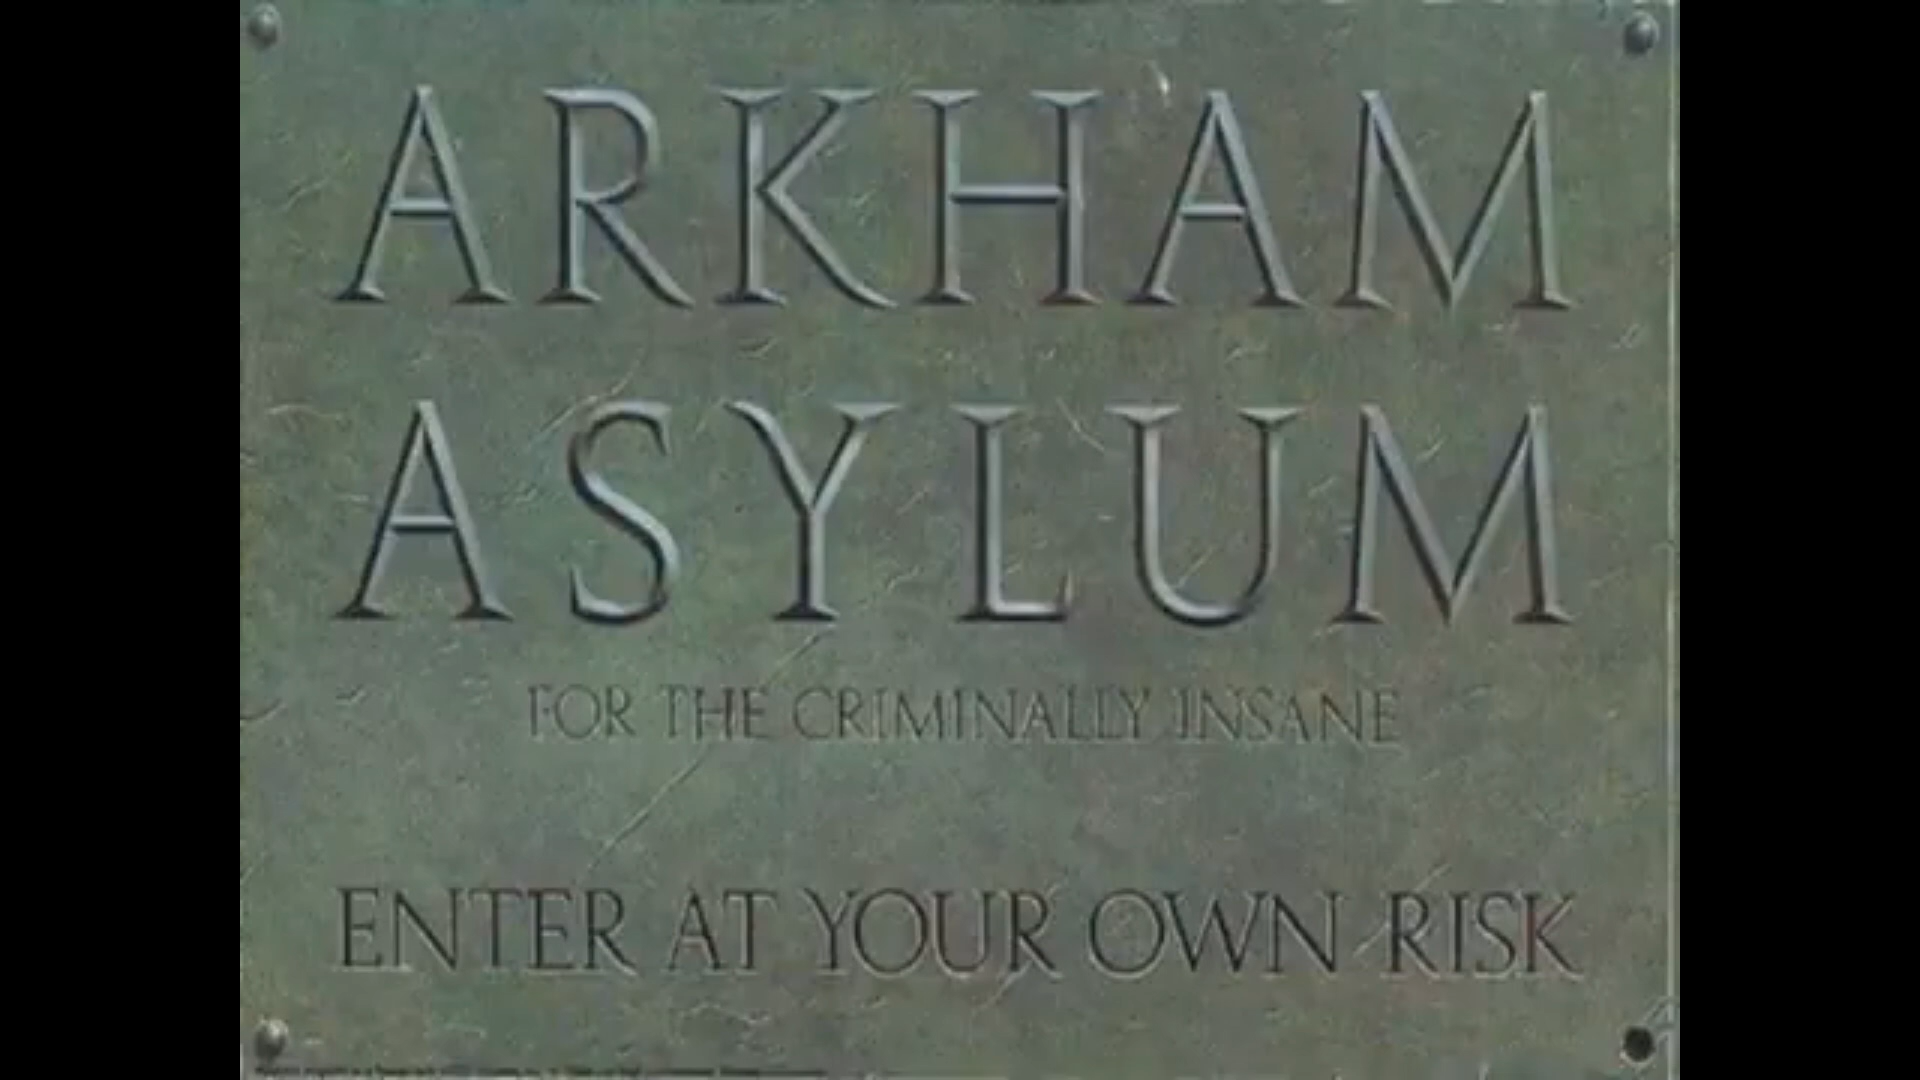 ARKHAM
ASYLUM
FOR THE CRIMINALLY INSANE
ENTER AT YOUR OWN RISK